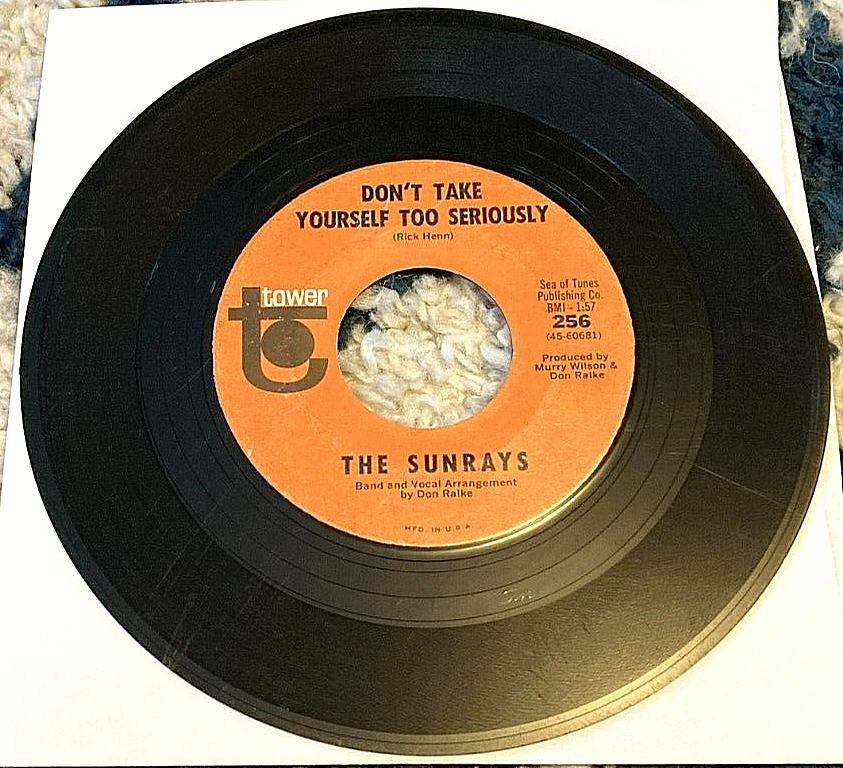 DON'T TAKE
YOURSELF TOO SERIOUSLY
(Rick Henn)
tower
Sea of Tunes
Publishing Co.
BMI - 1:57
256
(45-60681)
Produced by
Murry Wilson &
Don Ralke
THE SUNRAYS
Band and Vocal Arrangement
by Don Ralke
MFD. IN U.S.A.